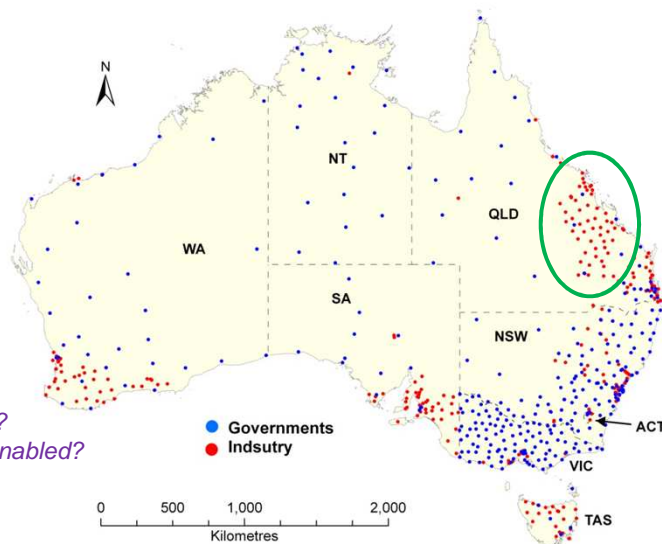 N
NT
QLD
WA
SA
NSW
?
nabled?
Governments
Indsutry
ACT
VIC
0 500 1,000 2,000
Kilometres
TAS